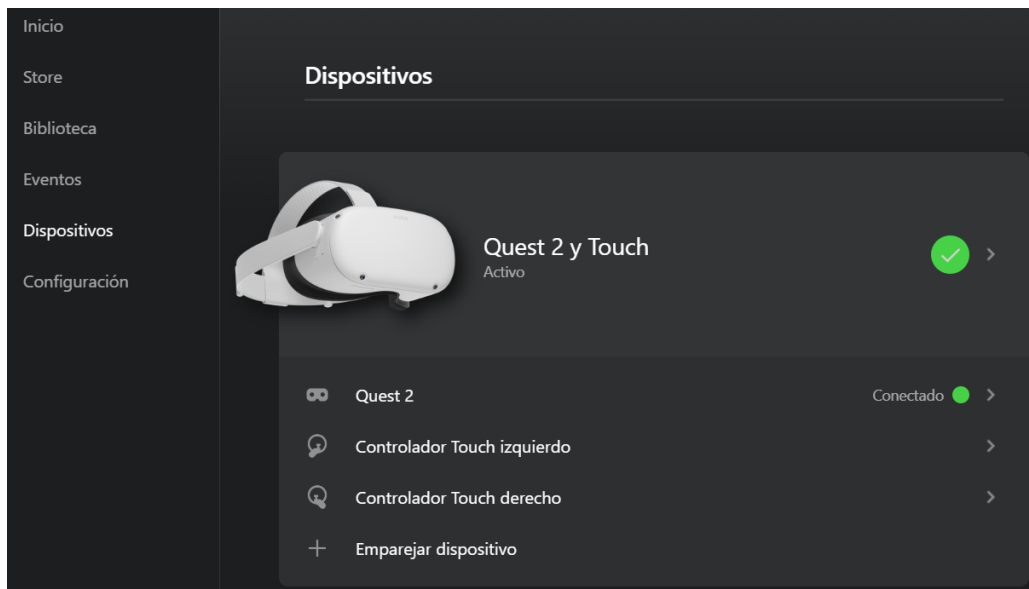 Inicio
Store
Biblioteca
Eventos
Dispositivos
Configuración
Dispositivos
Quest 2 y Touch
Activo
Quest 2
Conectado
Controlador Touch izquierdo
Controlador Touch derecho
Emparejar dispositivo